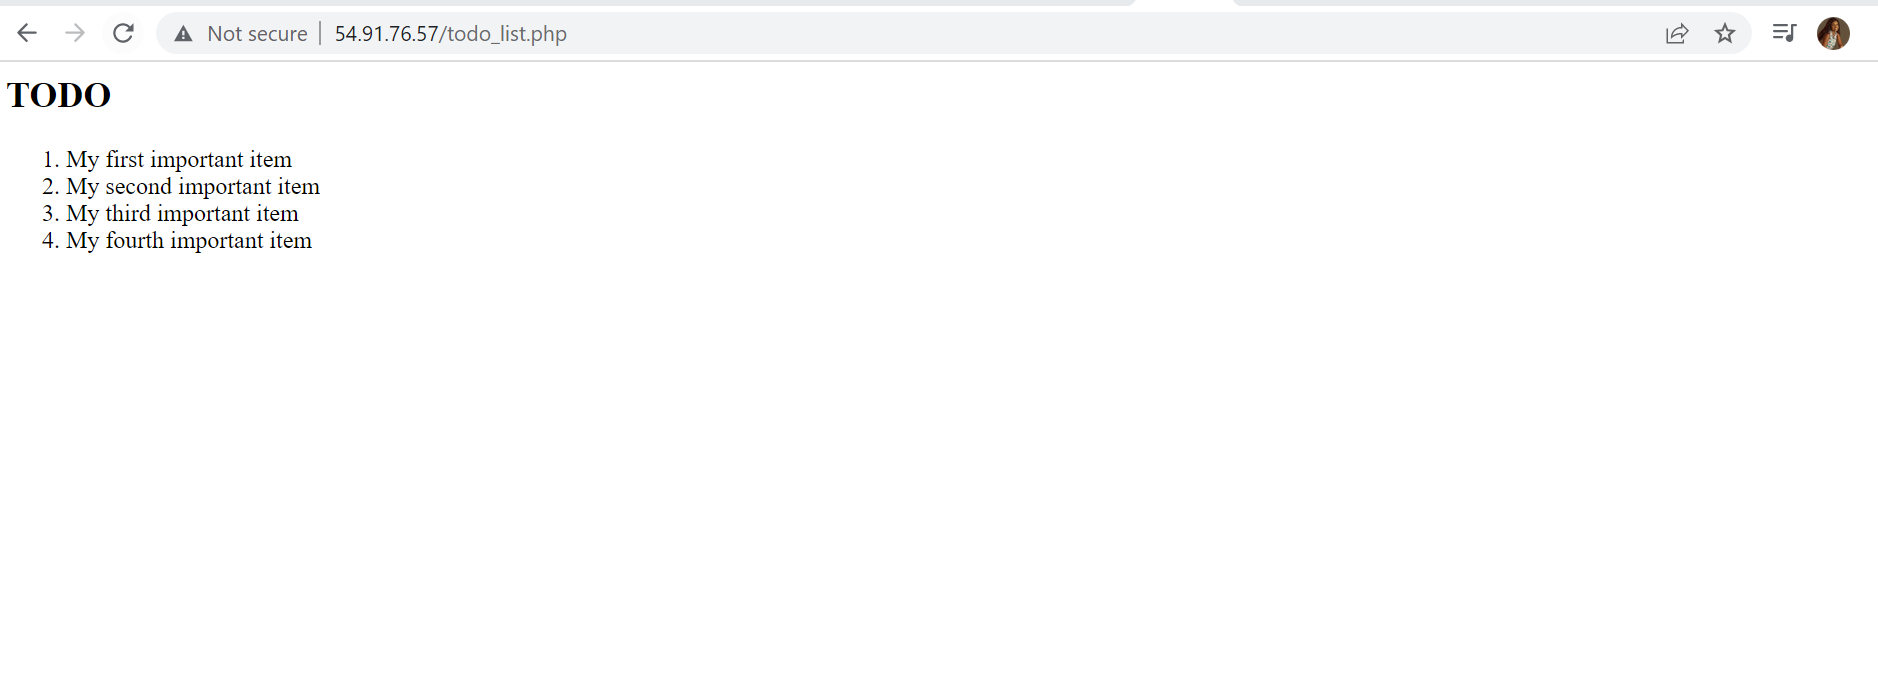 Not secure | 54.91.76.57/todo_list.php
TODO
1. My first important item
2. My second important item
3. My third important item
4. My fourth important item